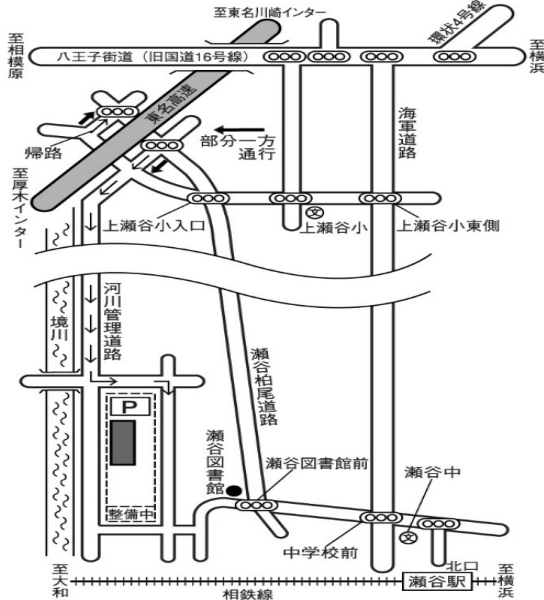 至東名川崎インター
環状4号線
至相模原
八王子街道（旧国道16号線）
至横浜
東名高速
海軍道路
帰路
部分一方
通行
至厚木インター
上瀬谷小入口
文
上瀬谷小
上瀬谷小東側
境川
河川管理道路
瀬谷柏尾道路
P
整備中
瀬谷図書館
瀬谷図書館前
瀬谷中
文
中学校前
北口
至大和
相鉄線
瀬谷駅
至横浜